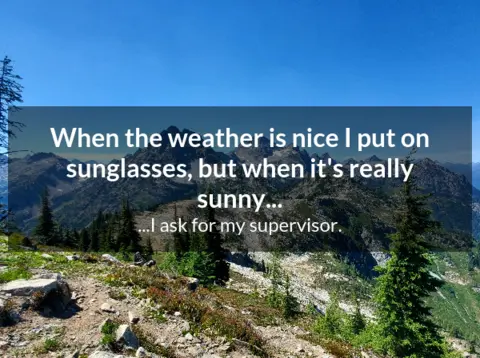 When the weather is nice I put on
sunglasses, but when it's really
sunny...
...I ask for my supervisor.